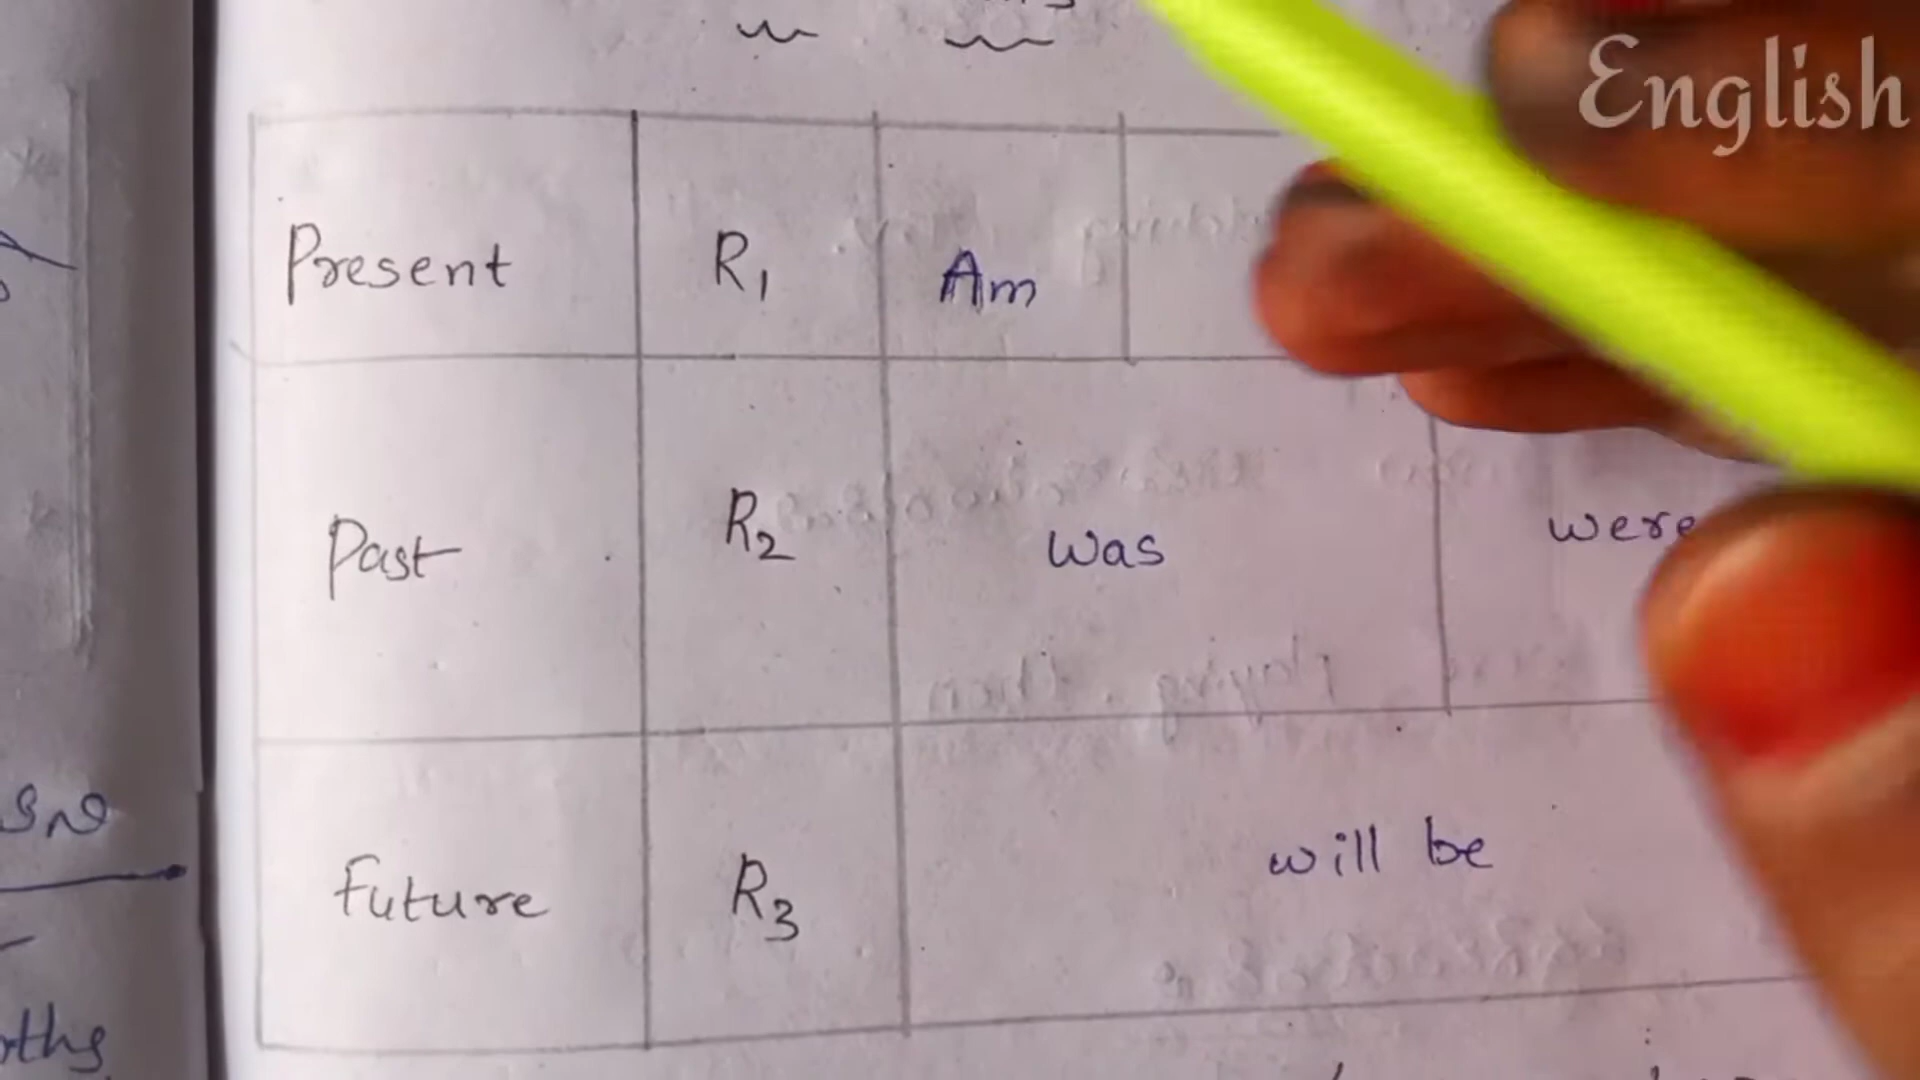 English
Present R₁ Am
Past R₂ was were
Future R₃ will be